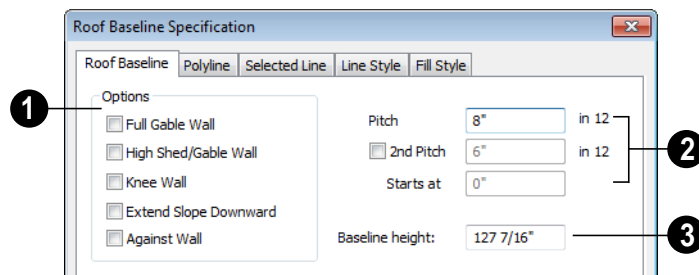 Roof Baseline Specification
Roof Baseline Polyline Selected Line Line Style Fill Style
1
Options
Full Gable Wall
High Shed/Gable Wall
Knee Wall
Extend Slope Downward
Against Wall
Pitch 8" in 12
2nd Pitch 6" in 12
Starts at 0"
2
Baseline height: 127 7/16"
3